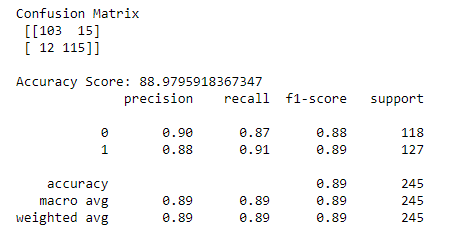 Confusion Matrix
[[103  15]
[ 12 115]]
Accuracy Score: 88.9795918367347
precision recall f1-score support
0 0.90 0.87 0.88 118
1 0.88 0.91 0.89 127
accuracy 0.89 245
macro avg 0.89 0.89 0.89 245
weighted avg 0.89 0.89 0.89 245